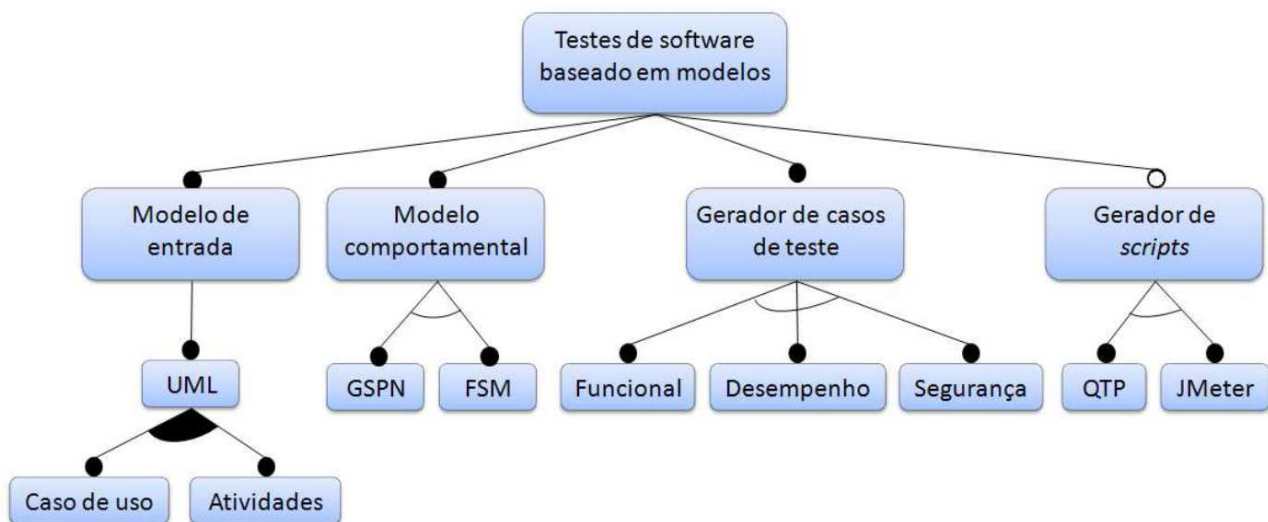 Testes de software
baseado em modelos
Modelo de
entrada
Modelo
comportamental
Gerador de casos
de teste
Gerador de
scripts
UML
GSPN
FSM
Funcional
Desempenho
Segurança
QTP
JMeter
Caso de uso
Atividades